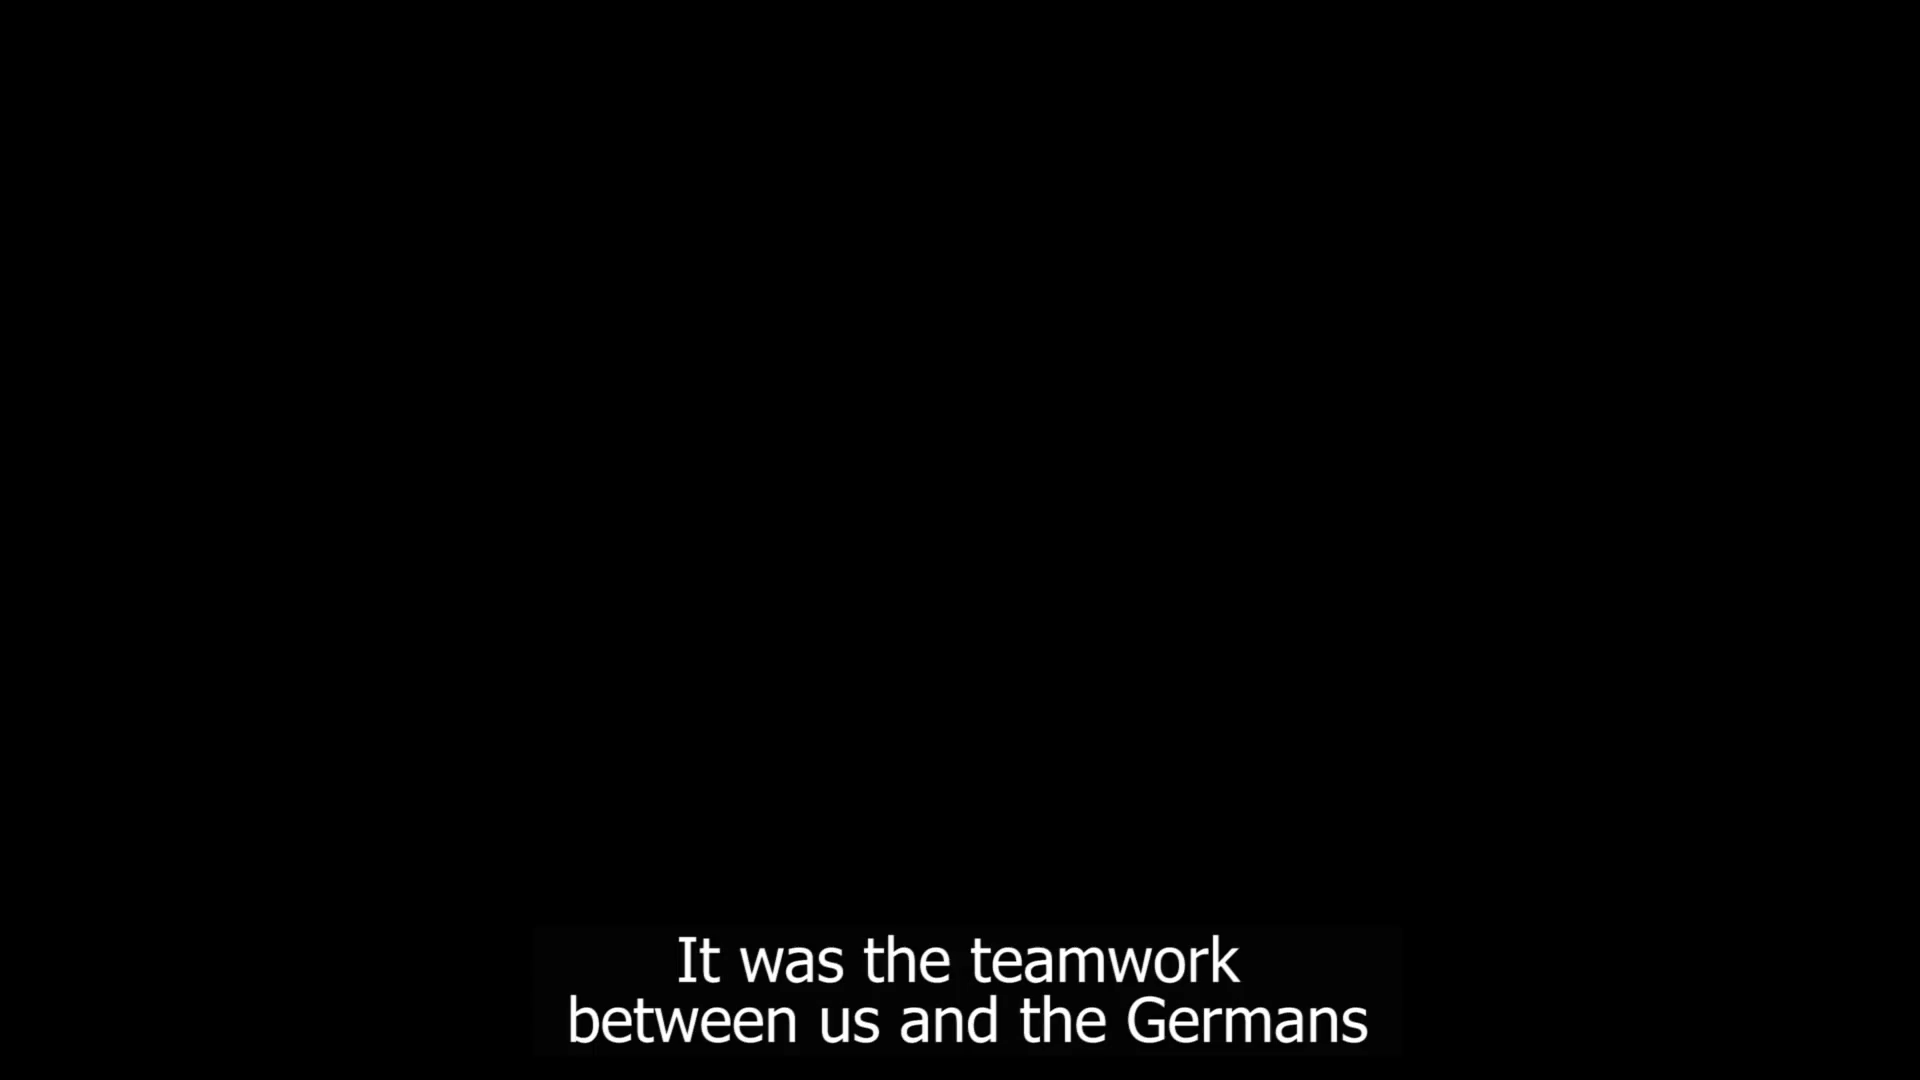 It was the teamwork
between us and the Germans